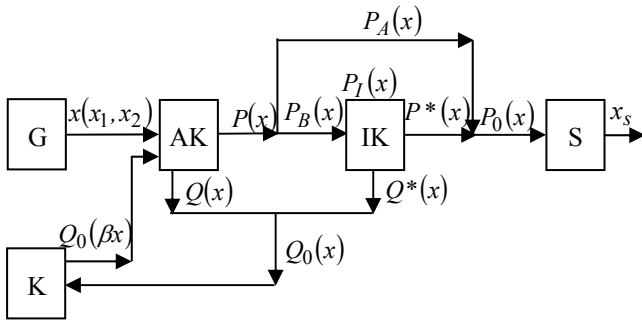 P_A(x)
x(x_1, x_2)
P(x)
P_B(x)
P_I(x)
P*(x)
P_0(x)
x_s
G
AK
IK
S
Q(x)
Q*(x)
Q_0(βx)
Q_0(x)
K